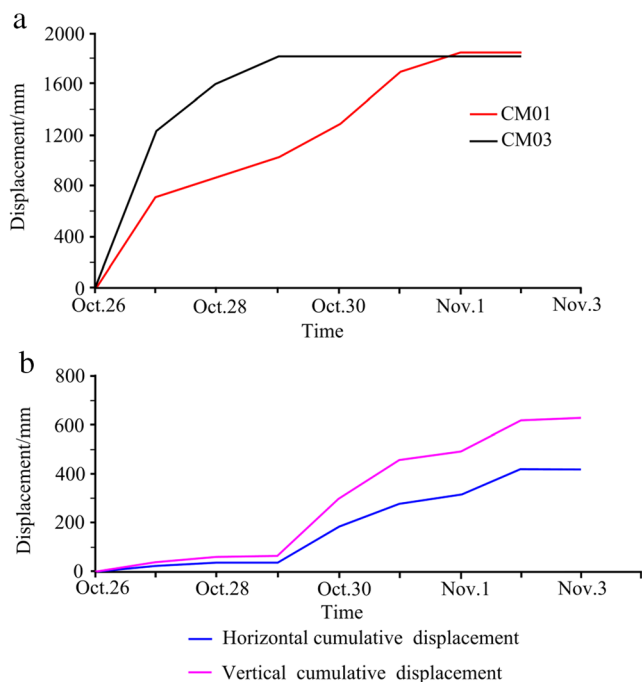 a
2000
1600
1200
800
400
0
Displacement/mm
CM01
CM03
Oct.26 Oct.28 Oct.30 Nov.1 Nov.3
Time
b
800
600
400
200
0
Displacement/mm
Oct.26 Oct.28 Oct.30 Nov.1 Nov.3
Time
Horizontal cumulative displacement
Vertical cumulative displacement